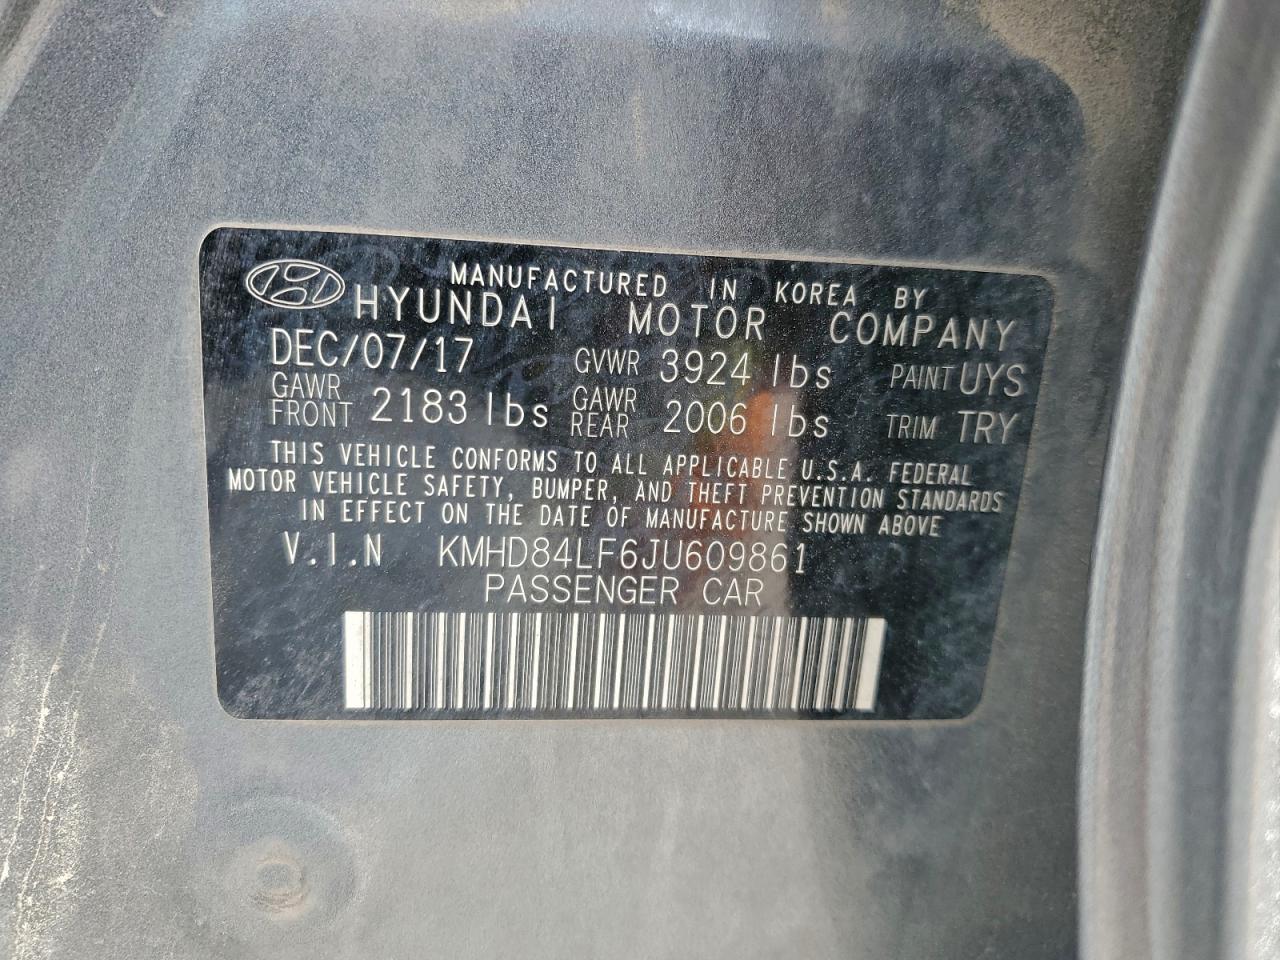 MANUFACTURED IN KOREA BY
HYUNDAI MOTOR COMPANY
DEC/07/17 GVWR 3924 lbs PAINT UYS
GAWR FRONT 2183 lbs GAWR REAR 2006 lbs TRIM TRY
THIS VEHICLE CONFORMS TO ALL APPLICABLE U.S.A. FEDERAL
MOTOR VEHICLE SAFETY, BUMPER, AND THEFT PREVENTION STANDARDS
IN EFFECT ON THE DATE OF MANUFACTURE SHOWN ABOVE
V.I.N KMHD84LF6JU609861
PASSENGER CAR